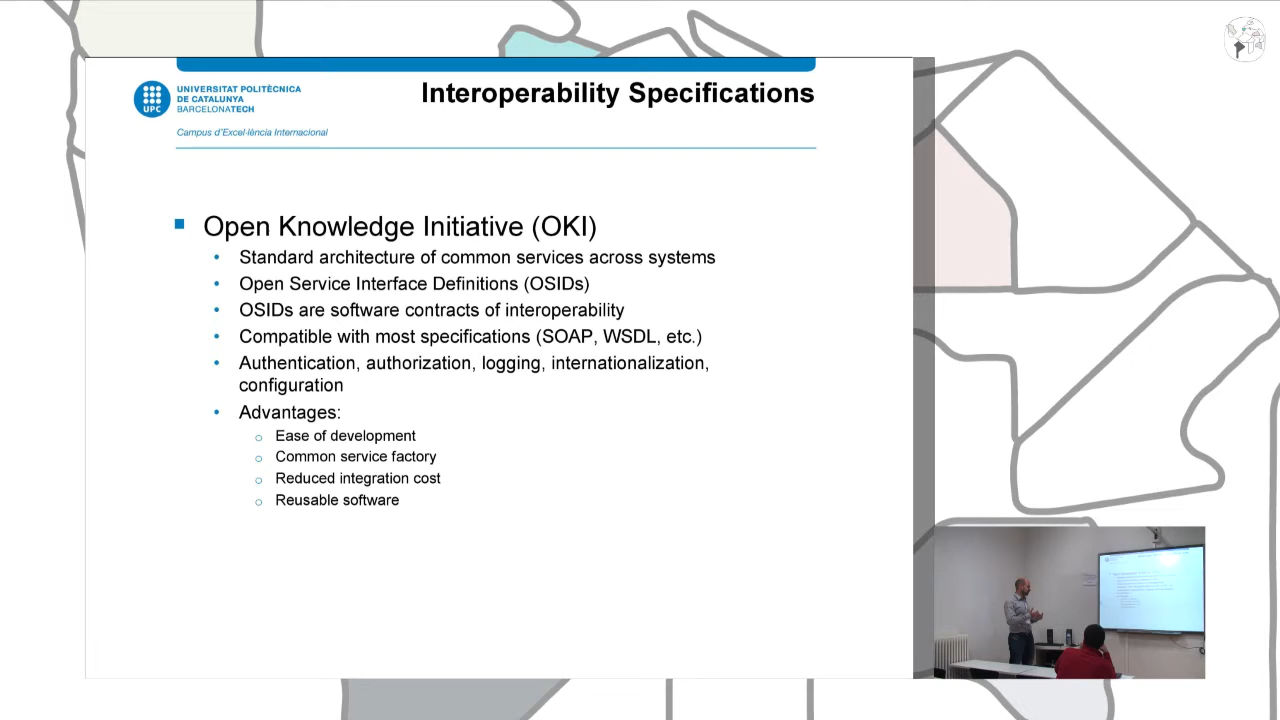 UNIVERSITAT POLITÈCNICA
DE CATALUNYA
BARCELONATECH
UPC
Campus d'Excel·lència Internacional
Interoperability Specifications
Open Knowledge Initiative (OKI)
Standard architecture of common services across systems
Open Service Interface Definitions (OSIDs)
OSIDs are software contracts of interoperability
Compatible with most specifications (SOAP, WSDL, etc.)
Authentication, authorization, logging, internationalization,
configuration
Advantages:
Ease of development
Common service factory
Reduced integration cost
Reusable software